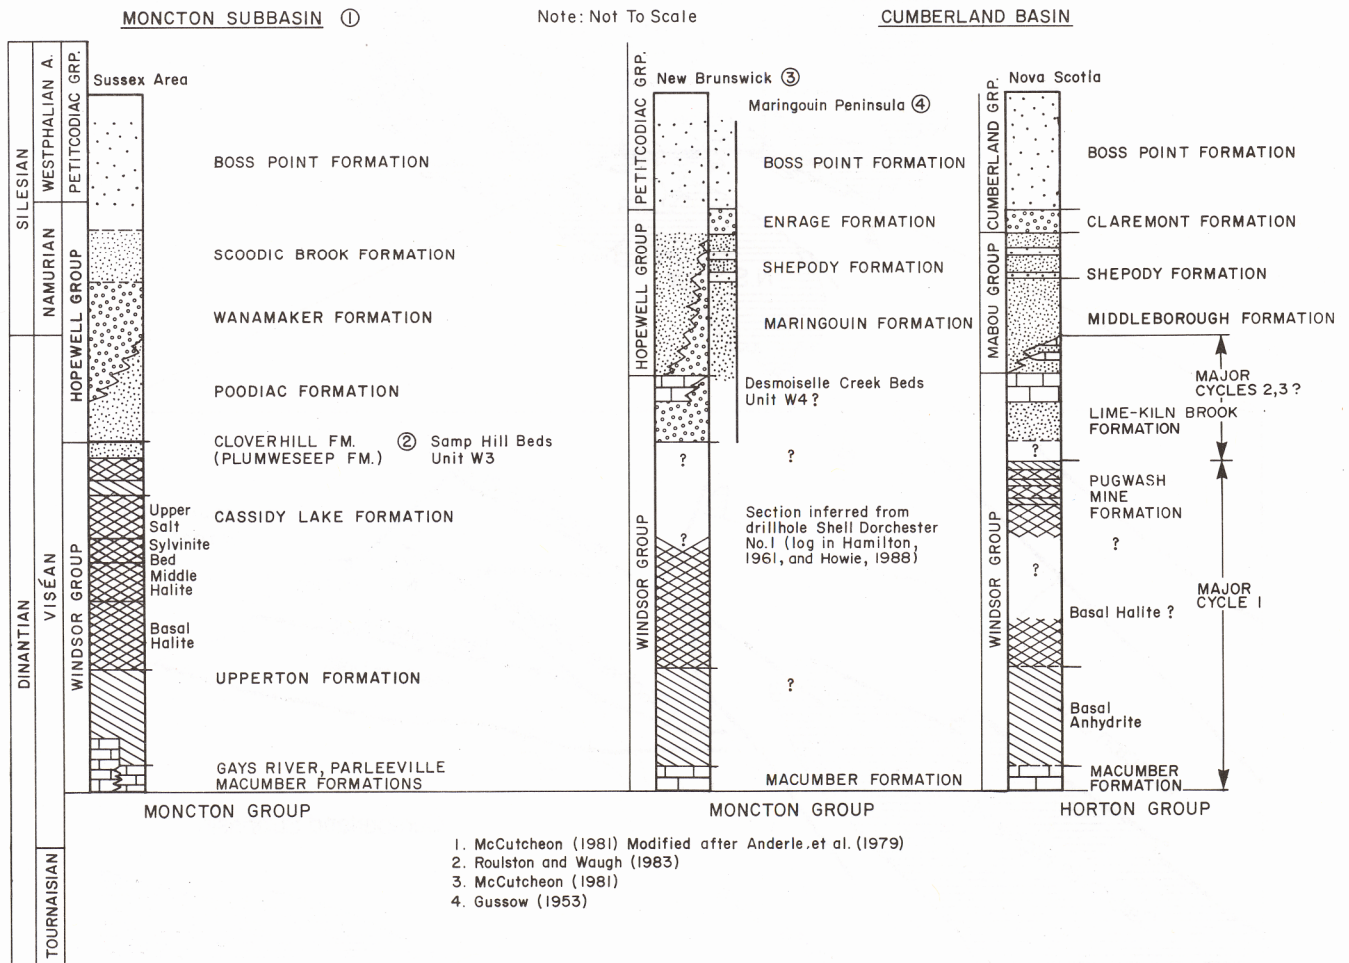 MONCTON SUBBASIN ①
Note: Not To Scale
CUMBERLAND BASIN
SILESIAN
DINANTIAN
WESTPHALIAN A.
NAMURIAN
VISÉAN
TOURNAISIAN
PETITCODIAC GRP.
HOPEWELL GROUP
WINDSOR GROUP
Sussex Area
BOSS POINT FORMATION
SCOODIC BROOK FORMATION
WANAMAKER FORMATION
POODIAC FORMATION
CLOVERHILL FM.
(PLUMWESEEP FM.)
② Samp Hill Beds
Unit W3
Upper
Salt
CASSIDY LAKE FORMATION
Sylvinite
Bed
Middle
Halite
Basal
Halite
UPPERTON FORMATION
GAYS RIVER, PARLEEVILLE
MACUMBER FORMATIONS
MONCTON GROUP
PETITCODIAC GRP.
HOPEWELL GROUP
WINDSOR GROUP
New Brunswick ③
Maringouin Peninsula ④
BOSS POINT FORMATION
ENRAGE FORMATION
SHEPODY FORMATION
MARINGOUIN FORMATION
Desmoiselle Creek Beds
Unit W4?
?
?
Section inferred from
drillhole Shell Dorchester
No.1 (log in Hamilton,
1961, and Howie, 1988)
?
?
MACUMBER FORMATION
MONCTON GROUP
CUMBERLAND GRP.
MABOU GROUP
WINDSOR GROUP
Nova Scotia
BOSS POINT FORMATION
CLAREMONT FORMATION
SHEPODY FORMATION
MIDDLEBOROUGH FORMATION
MAJOR
CYCLES 2,3?
LIME-KILN BROOK
FORMATION
?
PUGWASH
MINE
FORMATION
?
?
MAJOR
CYCLE 1
Basal Halite ?
Basal
Anhydrite
MACUMBER
FORMATION
HORTON GROUP
1. McCutcheon (1981) Modified after Anderle, et al. (1979)
2. Roulston and Waugh (1983)
3. McCutcheon (1981)
4. Gussow (1953)